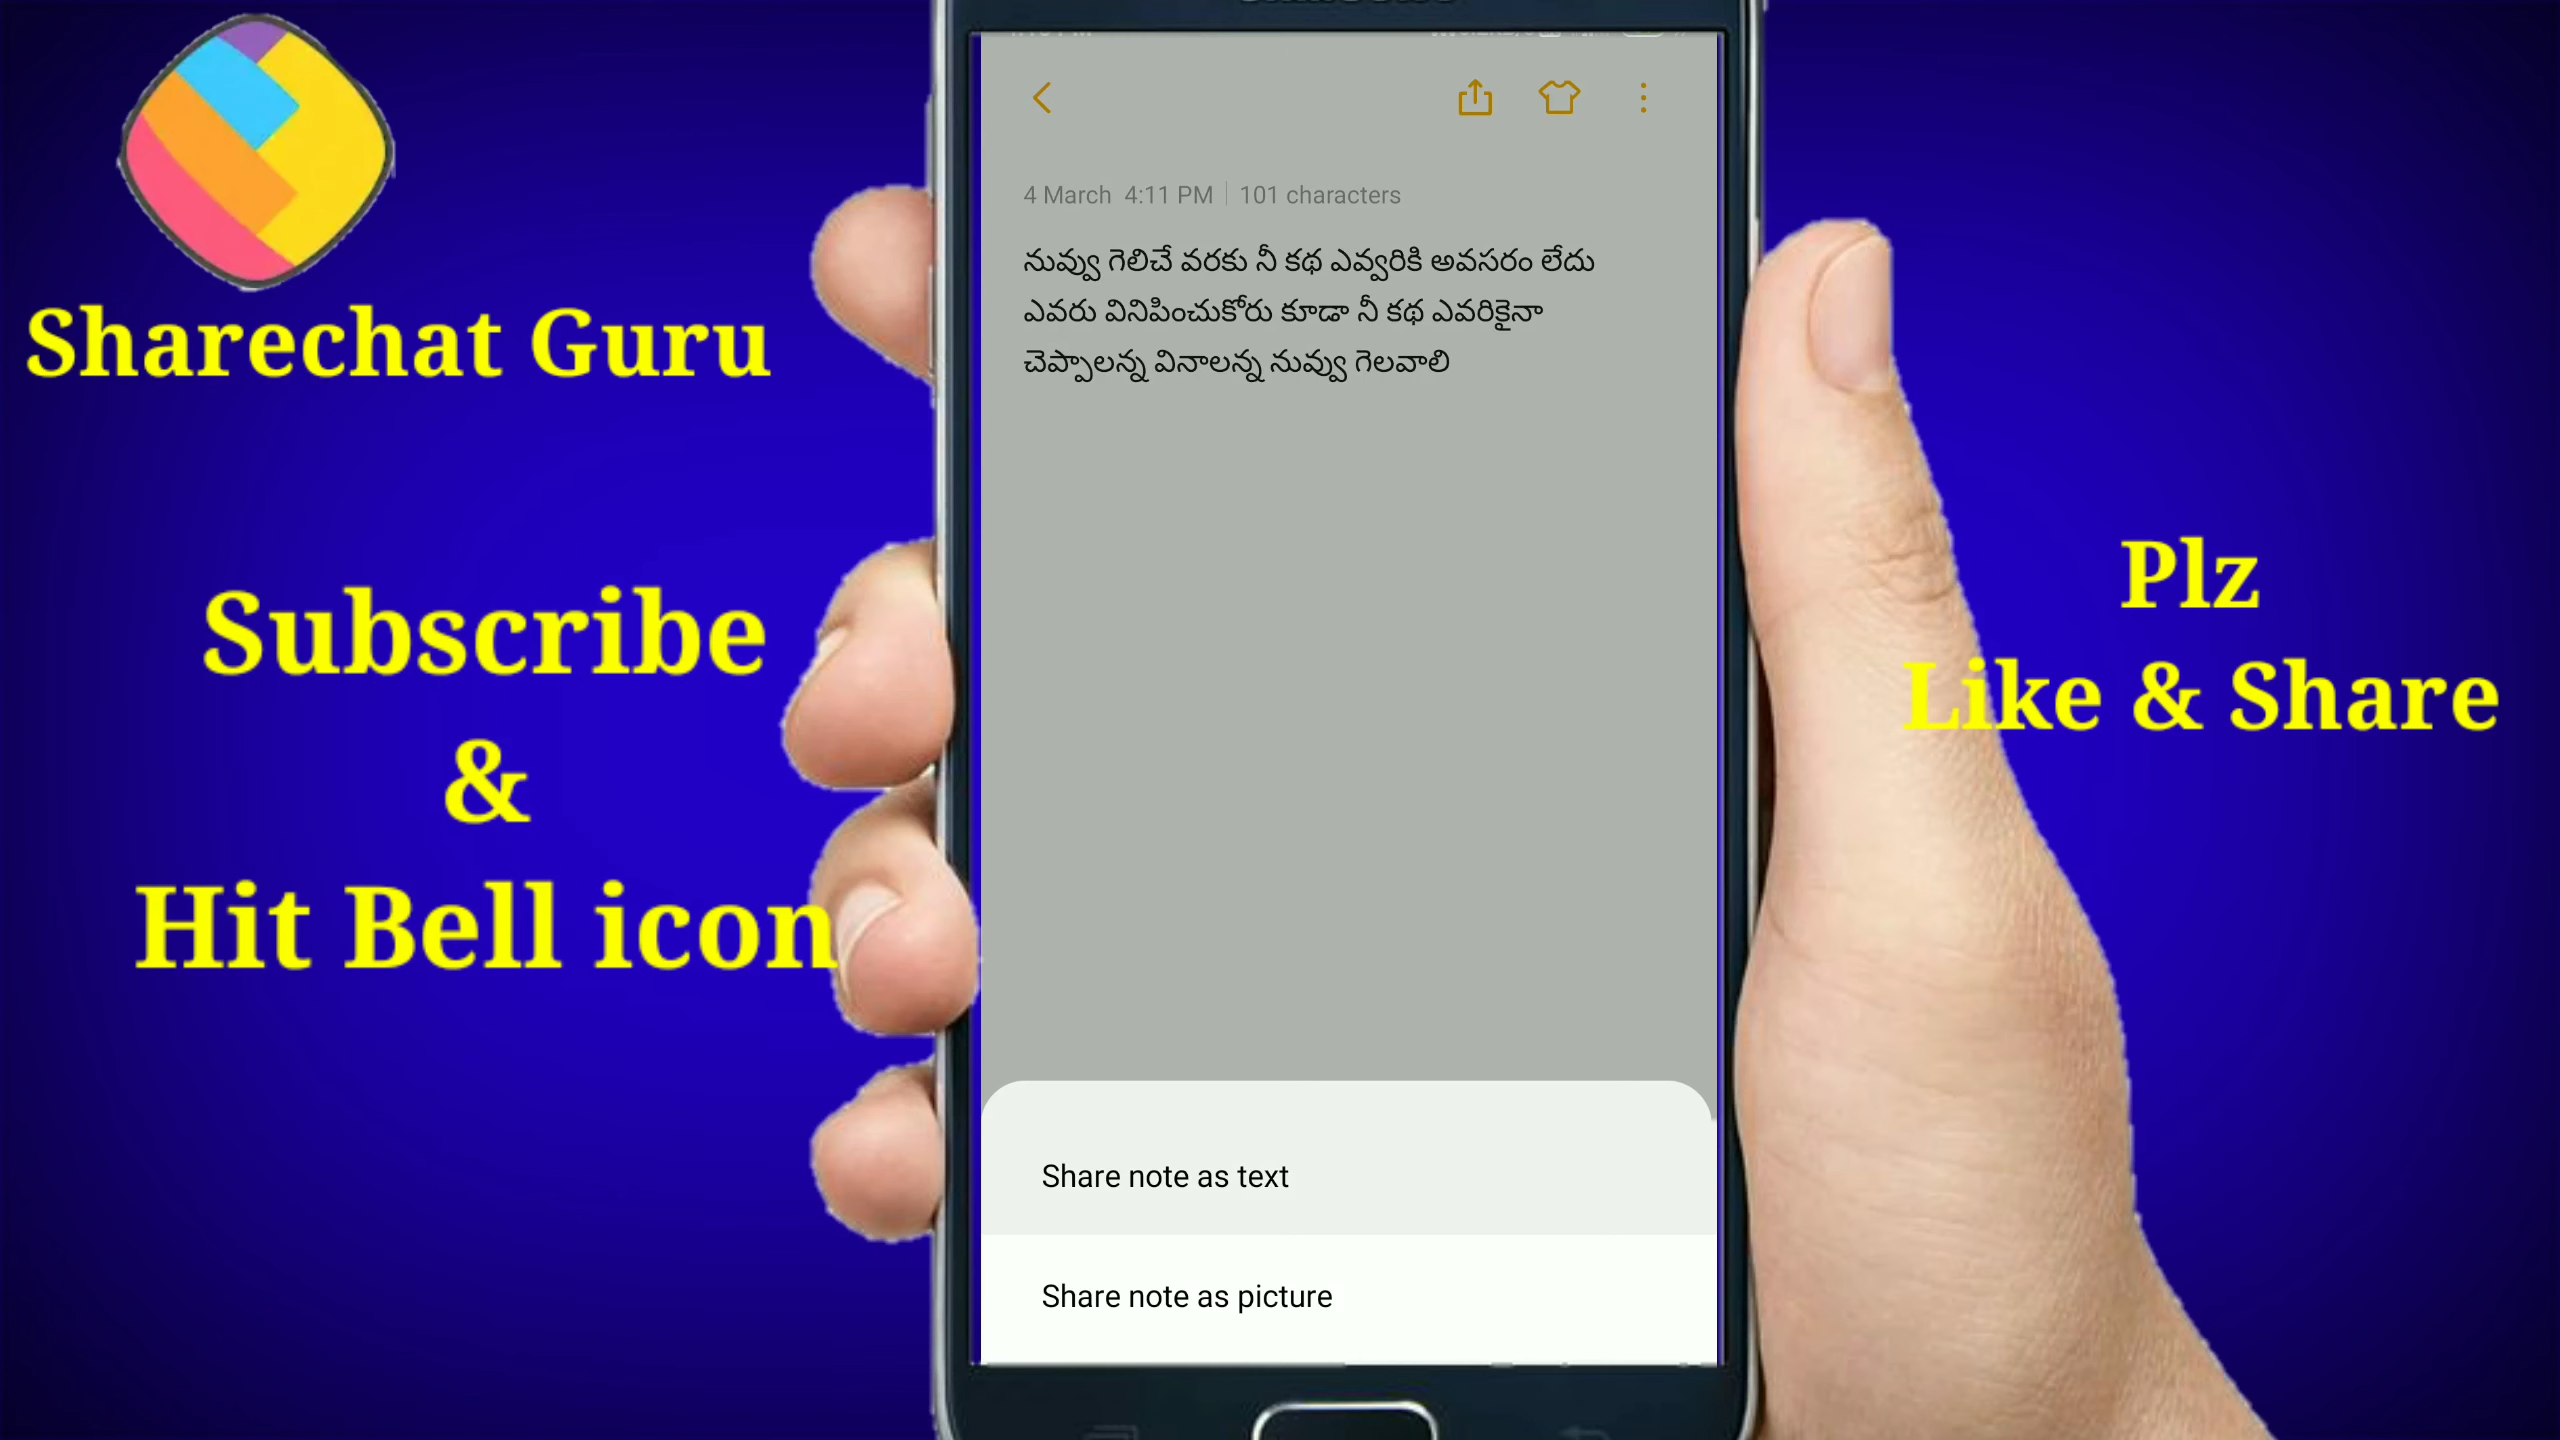 Sharechat Guru
Subscribe
&
Hit Bell icon
4 March 4:11 PM | 101 characters
నువ్వు గెలిచే వరకు నీ కథ ఎవ్వరికి అవసరం లేదు
ఎవరు వినిపించుకోరు కూడా నీ కథ ఎవరికైనా
చెప్పాలన్న వినాలన్న నువ్వు గెలవాలి
Share note as text
Share note as picture
Plz
Like & Share